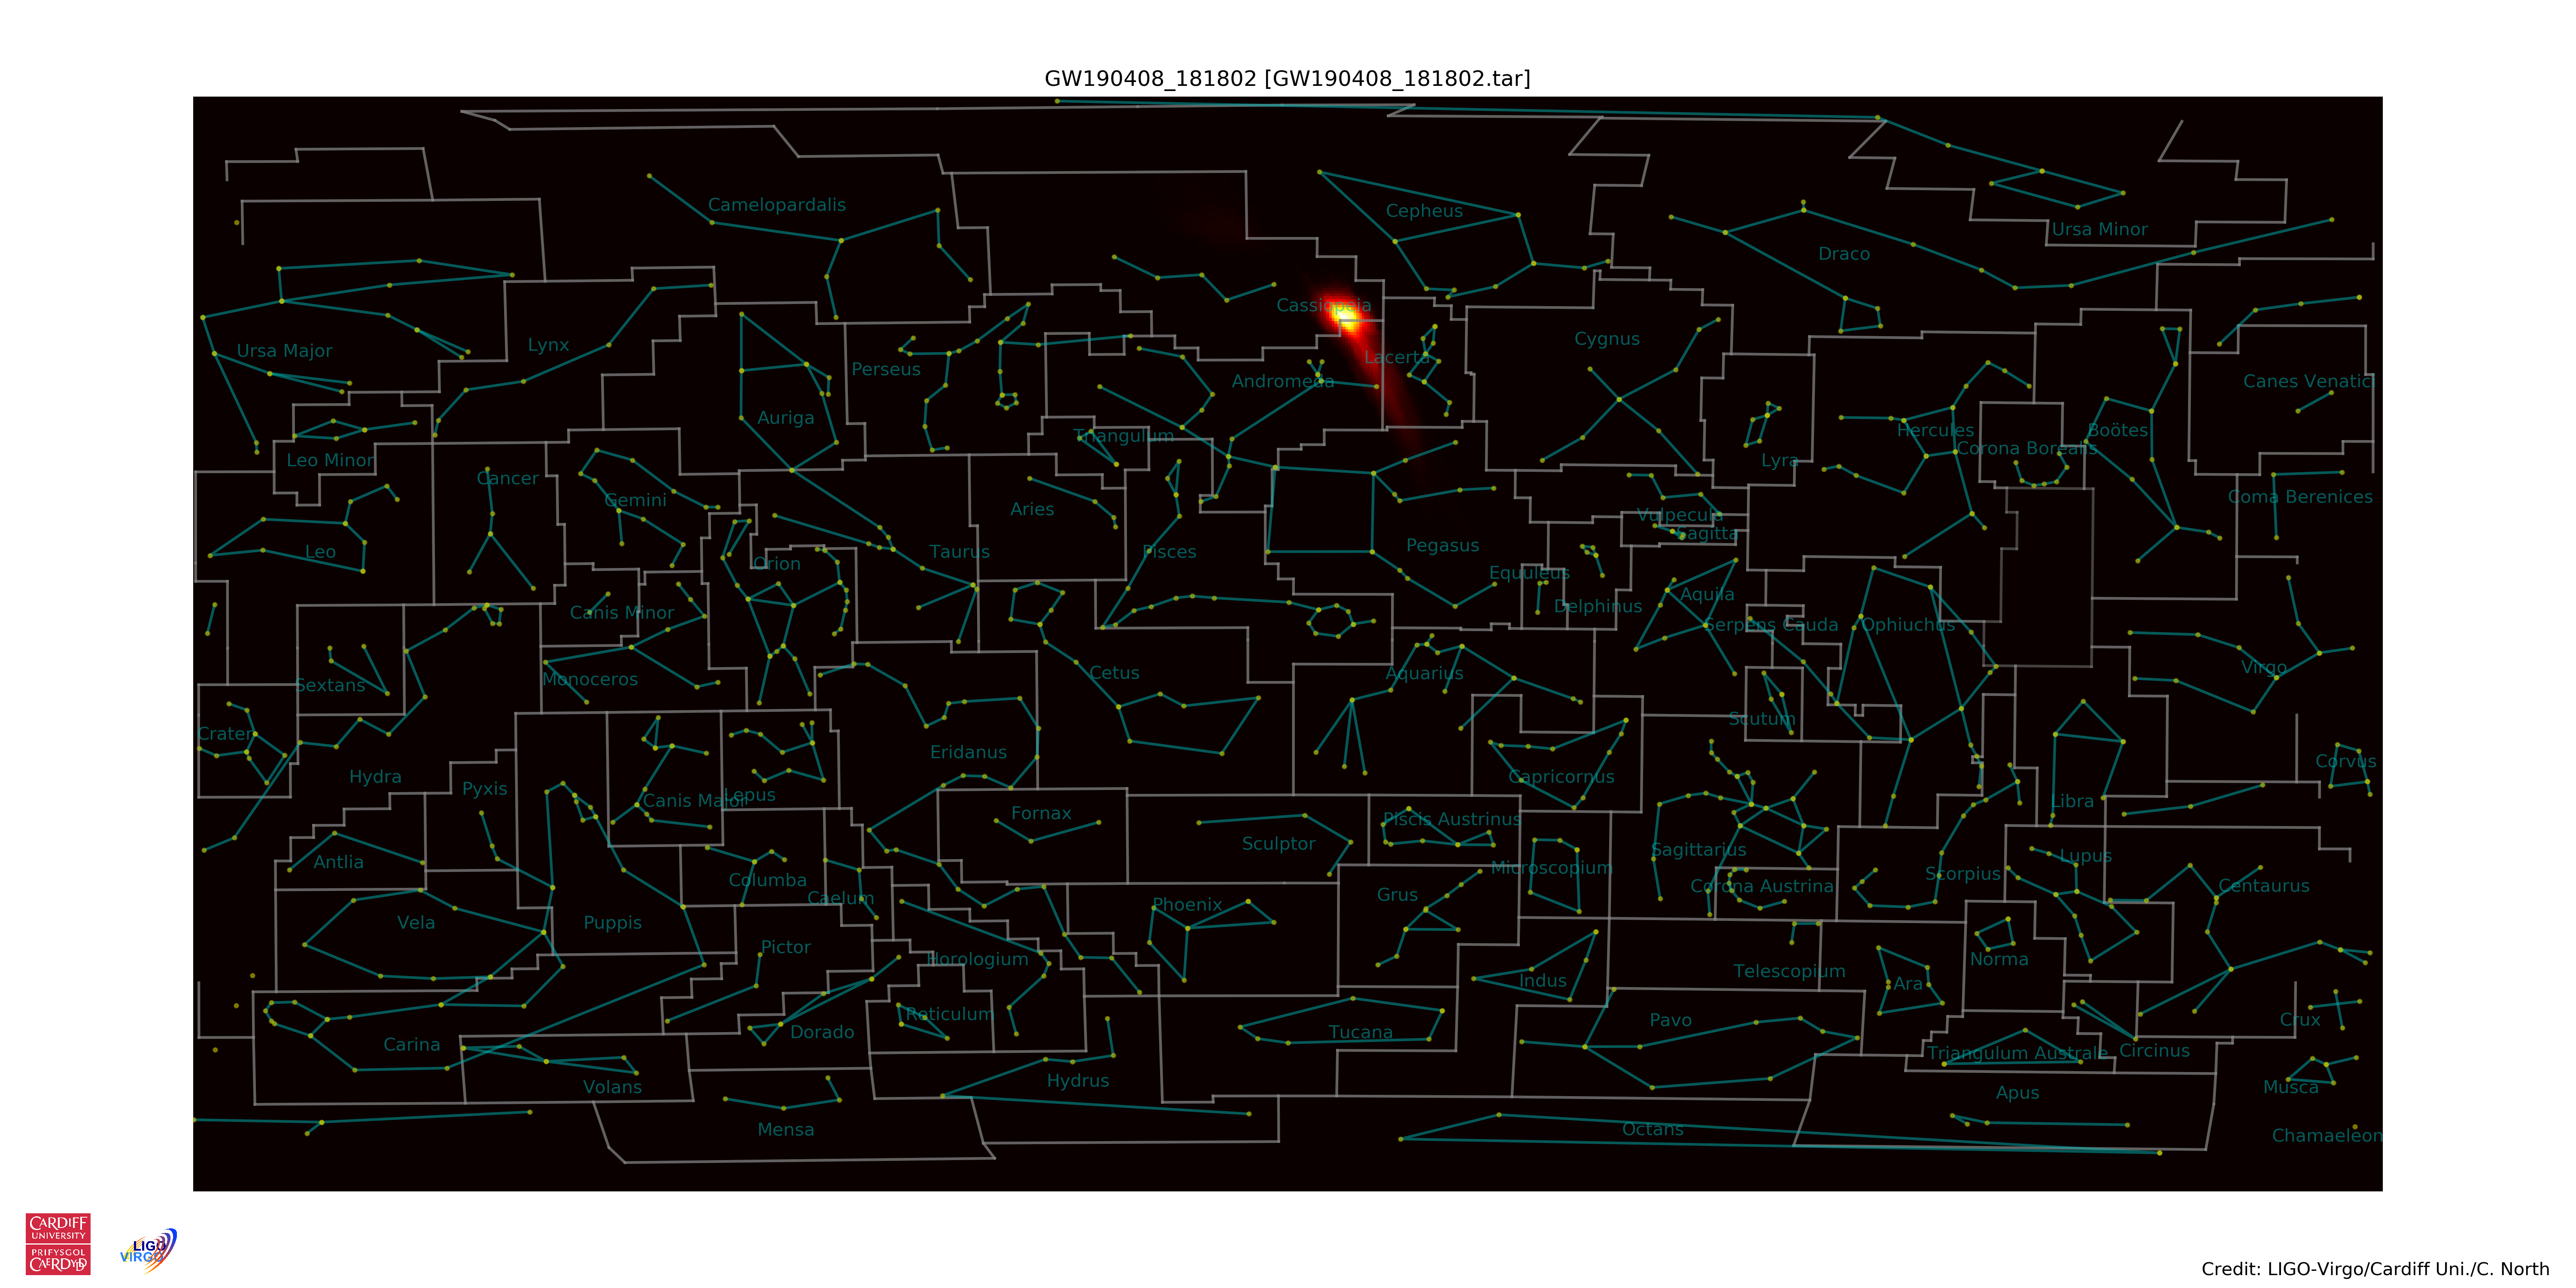 GW190408_181802 [GW190408_181802.tar]
Camelopardalis
Cepheus
Ursa Minor
Draco
Cassiopeia
Cygnus
Lynx
Ursa Major
Perseus
Lacerta
Andromeda
Canes Venatici
Auriga
Triangulum
Hercules
Boötes
Corona Borealis
Leo Minor
Lyra
Cancer
Gemini
Coma Berenices
Aries
Vulpecula
Sagitta
Leo
Orion
Taurus
Pisces
Pegasus
Equuleus
Canis Minor
Delphinus
Aquila
Serpens Cauda
Ophiuchus
Sextans
Monoceros
Cetus
Aquarius
Virgo
Crater
Scutum
Eridanus
Hydra
Pyxis
Capricornus
Corvus
Canis Major
Lepus
Libra
Fornax
Piscis Austrinus
Antlia
Sculptor
Sagittarius
Lupus
Microscopium
Columba
Caelum
Corona Austrina
Scorpius
Centaurus
Grus
Phoenix
Vela
Puppis
Pictor
Horologium
Norma
Telescopium
Indus
Ara
Reticulum
Dorado
Tucana
Pavo
Crux
Carina
Triangulum Australe
Circinus
Volans
Hydrus
Apus
Musca
Mensa
Octans
Chamaeleon
CARDIFF
UNIVERSITY
PRIFYSGOL
CAERDYDD
LIGO
VIRGO
Credit: LIGO-Virgo/Cardiff Uni./C. North